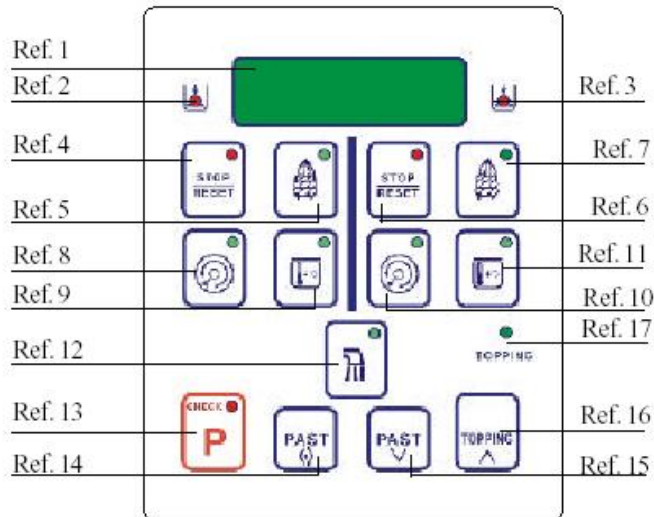 Ref. 1
Ref. 2
Ref. 3
Ref. 4
Ref. 7
STOP
RESET
STOP
RESET
Ref. 5
Ref. 6
Ref. 8
Ref. 11
Ref. 9
Ref. 10
Ref. 17
Ref. 12
TOPPING
Ref. 13
CHECK
P
PAST
PAST
TOPPING
Ref. 16
Ref. 14
Ref. 15